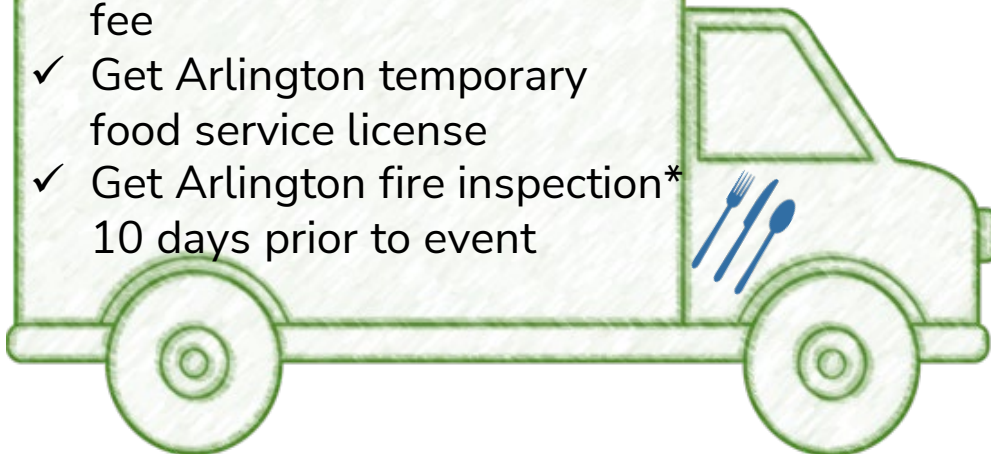 fee
✓ Get Arlington temporary
food service license
✓ Get Arlington fire inspection*
10 days prior to event